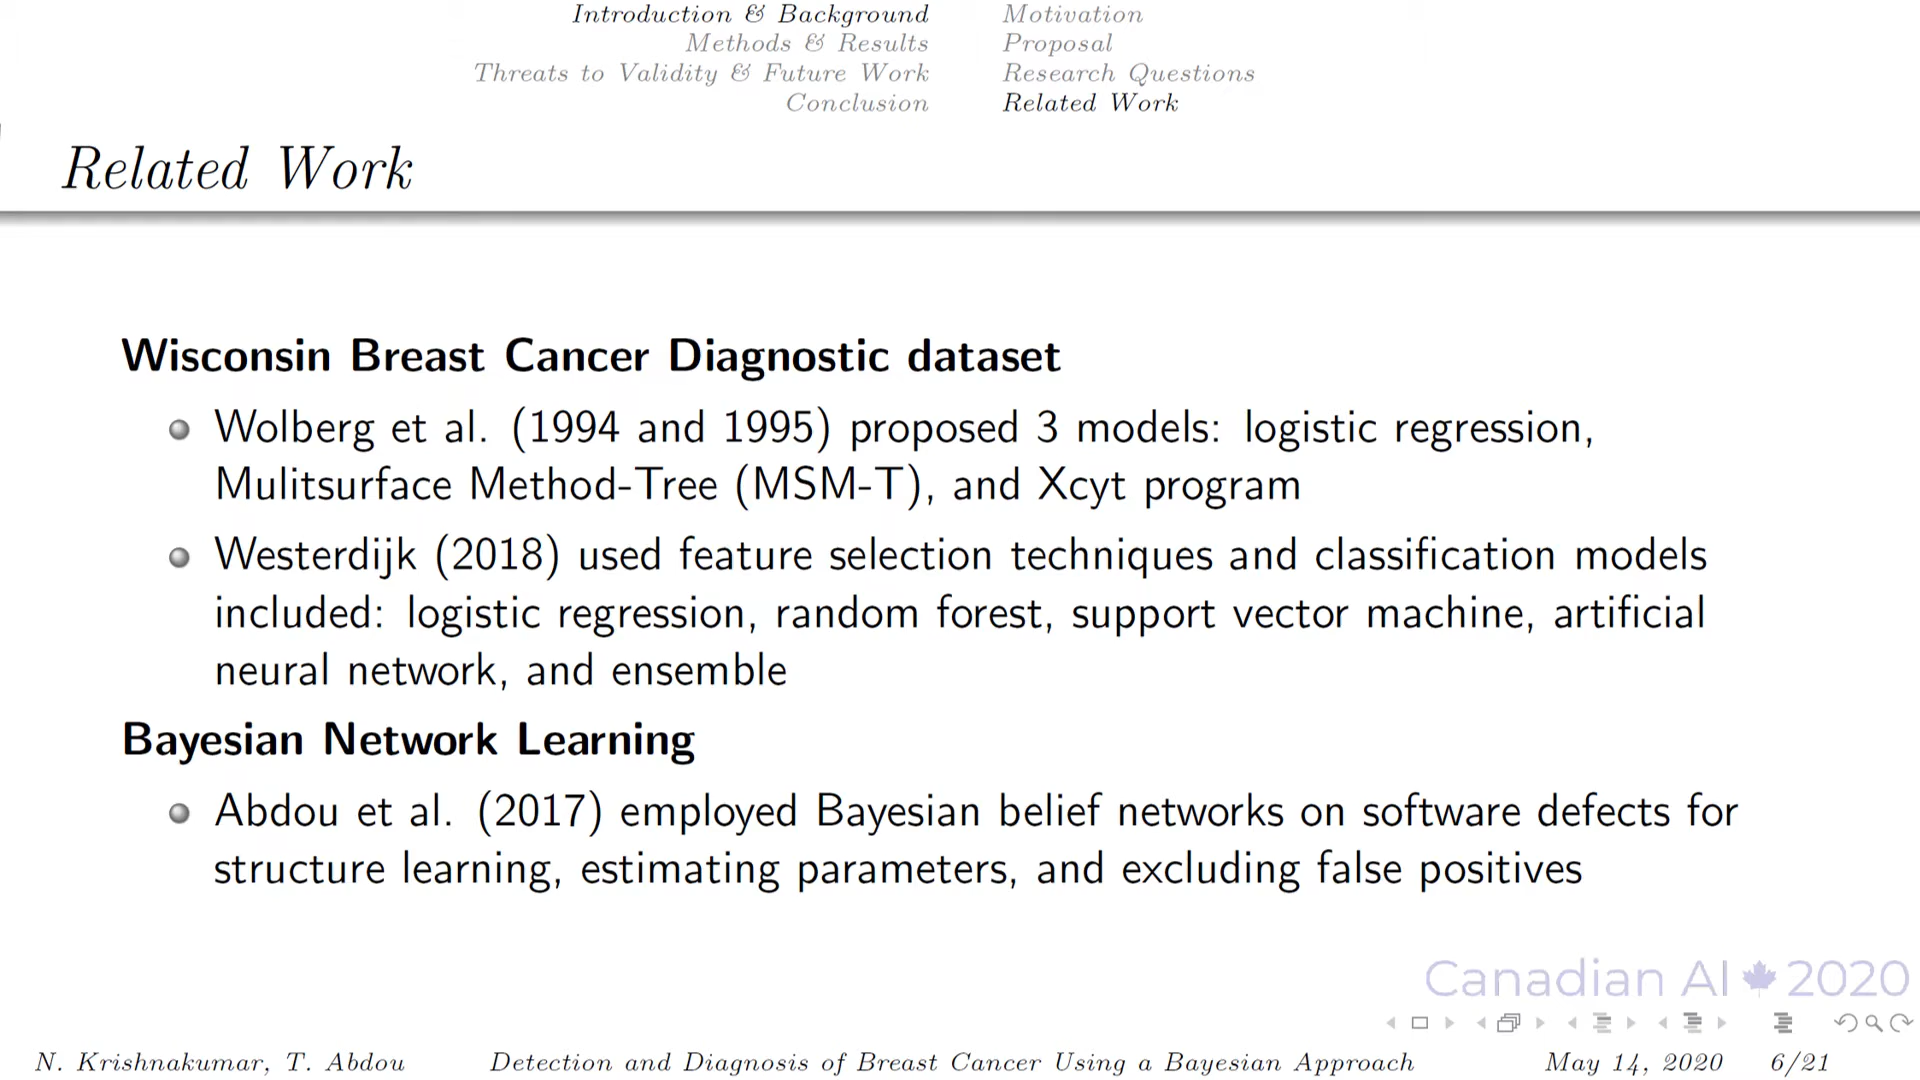 Introduction & Background
Methods & Results
Threats to Validity & Future Work
Conclusion
Motivation
Proposal
Research Questions
Related Work
Related Work
Wisconsin Breast Cancer Diagnostic dataset
Wolberg et al. (1994 and 1995) proposed 3 models: logistic regression,
Mulitsurface Method-Tree (MSM-T), and Xcyt program
Westerdijk (2018) used feature selection techniques and classification models
included: logistic regression, random forest, support vector machine, artificial
neural network, and ensemble
Bayesian Network Learning
Abdou et al. (2017) employed Bayesian belief networks on software defects for
structure learning, estimating parameters, and excluding false positives
Canadian AI 2020
N. Krishnakumar, T. Abdou Detection and Diagnosis of Breast Cancer Using a Bayesian Approach May 14, 2020 6/21